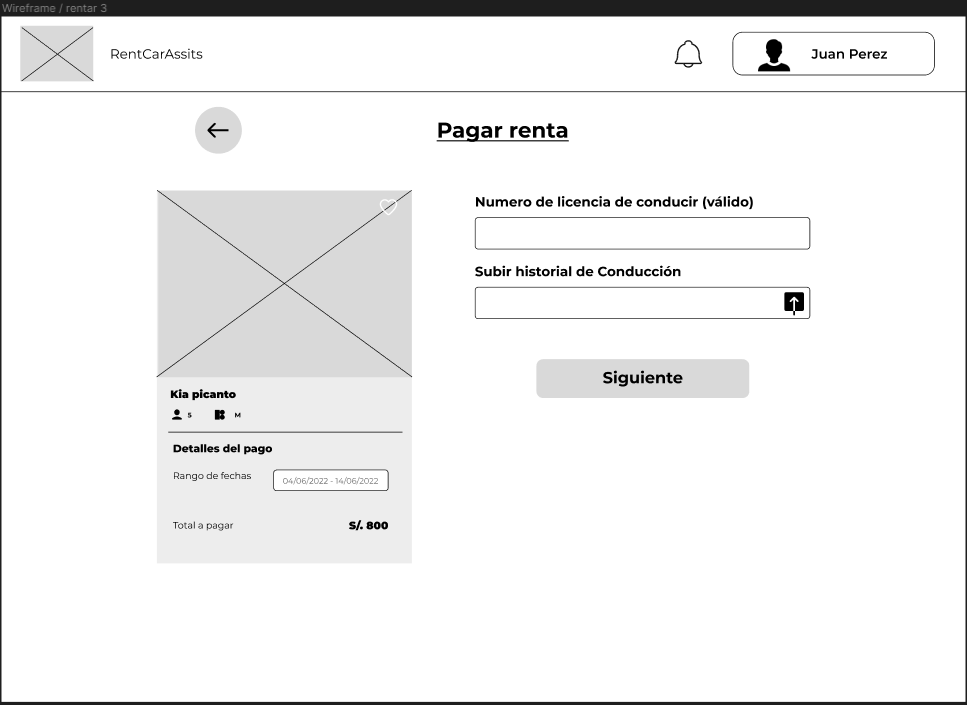 Wireframe / rentar 3
RentCarAssits
Juan Perez
Pagar renta
Numero de licencia de conducir (válido)
Subir historial de Conducción
Siguiente
Kia picanto
S M
Detalles del pago
Rango de fechas 04/06/2022 - 14/06/2022
Total a pagar S/. 800